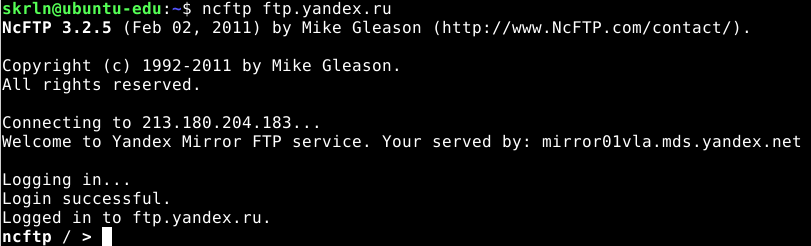 skrln@ubuntu-edu:~$ ncftp ftp.yandex.ru
NcFTP 3.2.5 (Feb 02, 2011) by Mike Gleason (http://www.NcFTP.com/contact/).
Copyright (c) 1992-2011 by Mike Gleason.
All rights reserved.
Connecting to 213.180.204.183...
Welcome to Yandex Mirror FTP service. Your served by: mirror01vla.mds.yandex.net
Logging in...
Login successful.
Logged in to ftp.yandex.ru.
ncftp / >